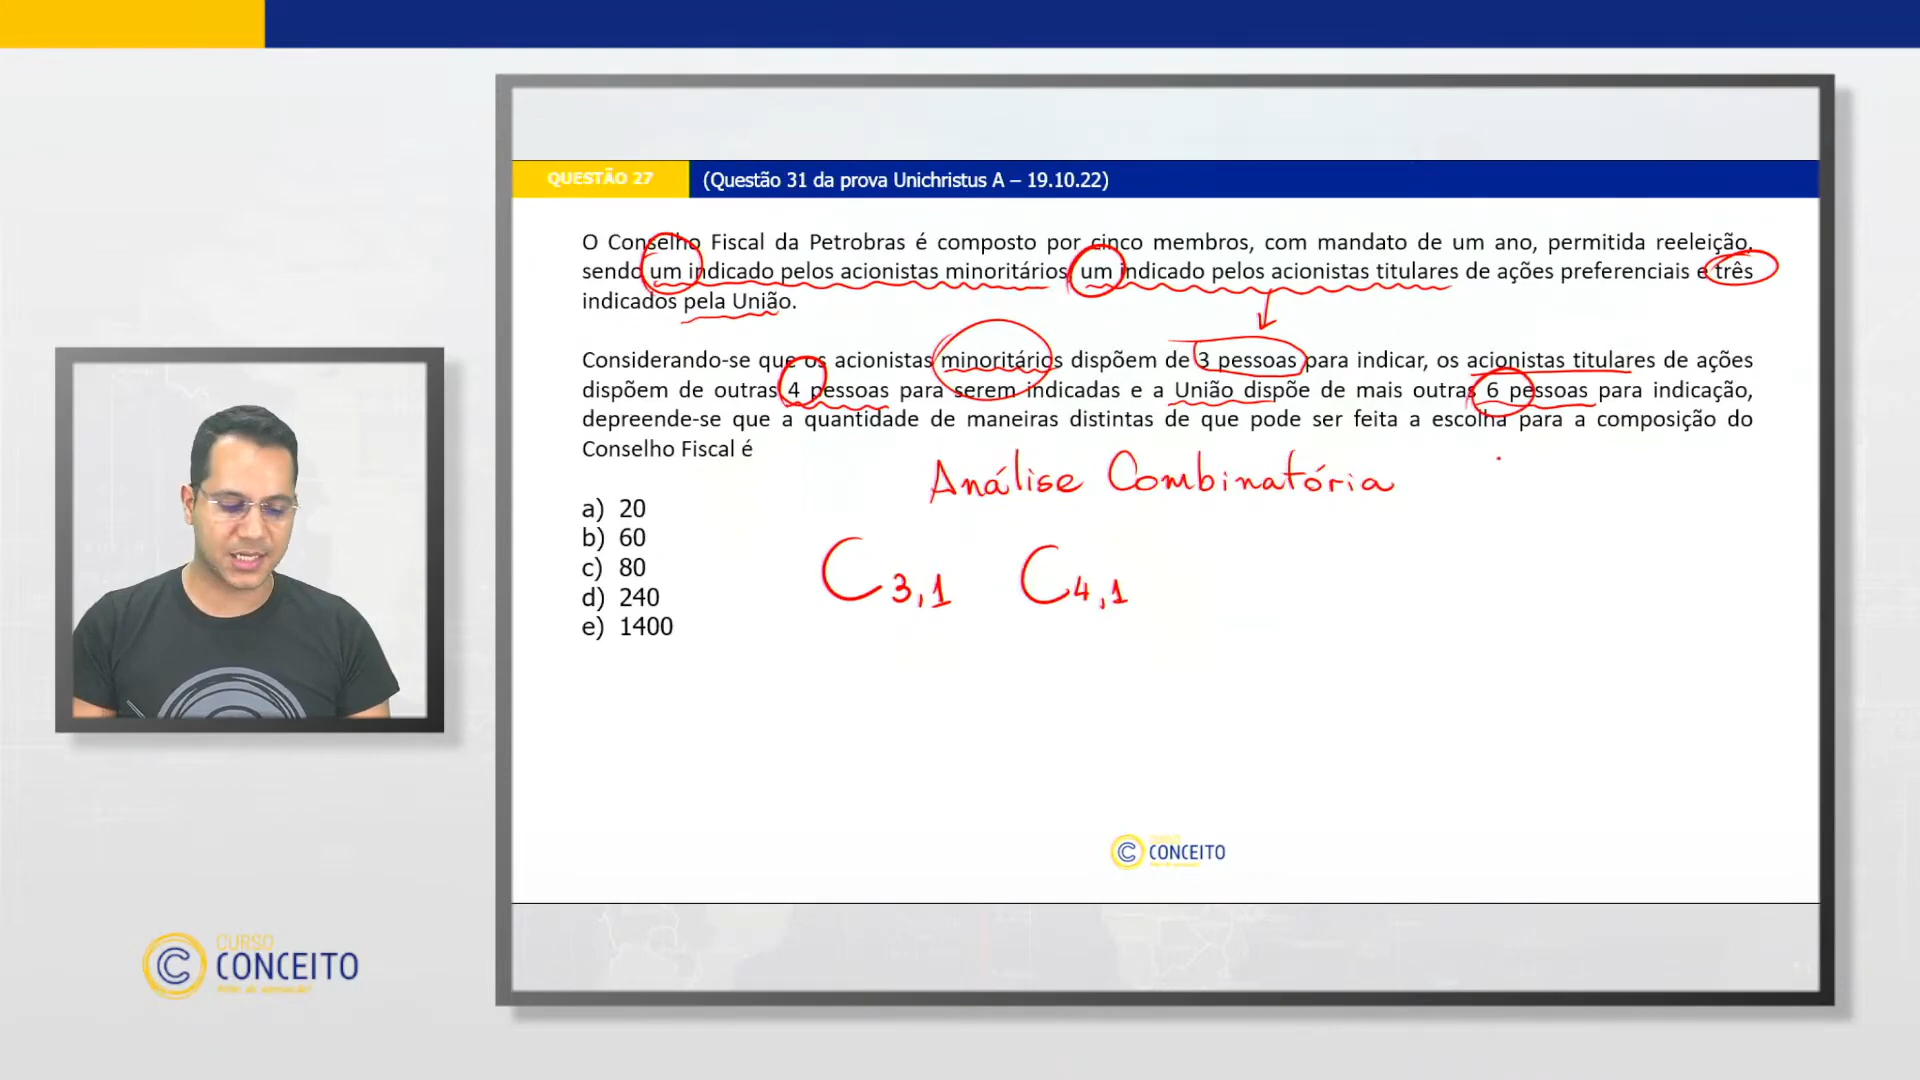 QUESTÃO 27
(Questão 31 da prova Unichristus A – 19.10.22)
O Conselho Fiscal da Petrobras é composto por cinco membros, com mandato de um ano, permitida reeleição,
sendo um indicado pelos acionistas minoritários, um indicado pelos acionistas titulares de ações preferenciais e três
indicados pela União.
Considerando-se que os acionistas minoritários dispõem de 3 pessoas para indicar, os acionistas titulares de ações
dispõem de outras 4 pessoas para serem indicadas e a União dispõe de mais outras 6 pessoas para indicação,
depreende-se que a quantidade de maneiras distintas de que pode ser feita a escolha para a composição do
Conselho Fiscal é
Análise Combinatória
a) 20
b) 60
c) 80
d) 240
e) 1400
C3,1 C4,1
CONCEITO
CURSO
CONCEITO